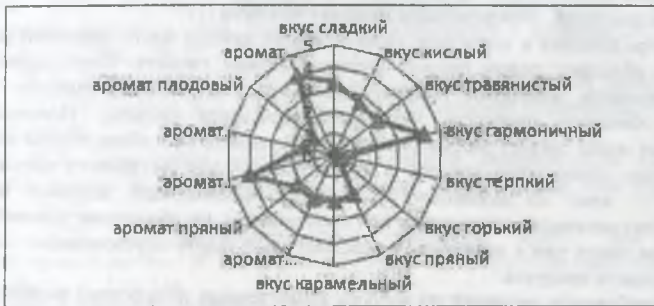 вкус сладкий
5
аромат...
вкус кислый
аромат плодовый
вкус травянистый
аромат...
вкус гармоничный
аромат...
вкус терпкий
аромат пряный
вкус горький
аромат...
вкус пряный
вкус карамельный